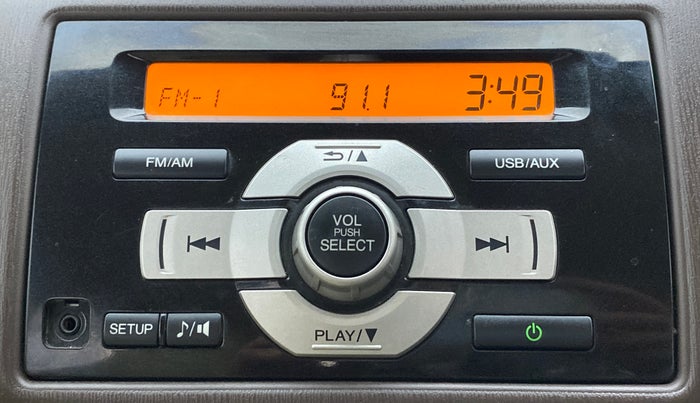 FM-1 91.1 3:49
FM/AM ⮌/▲ USB/AUX
VOL
PUSH
SELECT
SETUP ♪/🔈 PLAY/▼